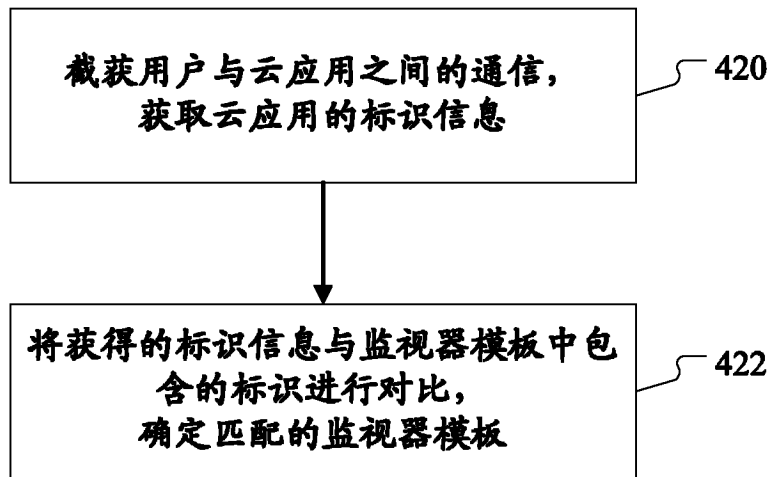 截获用户与云应用之间的通信，
获取云应用的标识信息
420
将获得的标识信息与监视器模板中包
含的标识进行对比，
确定匹配的监视器模板
422